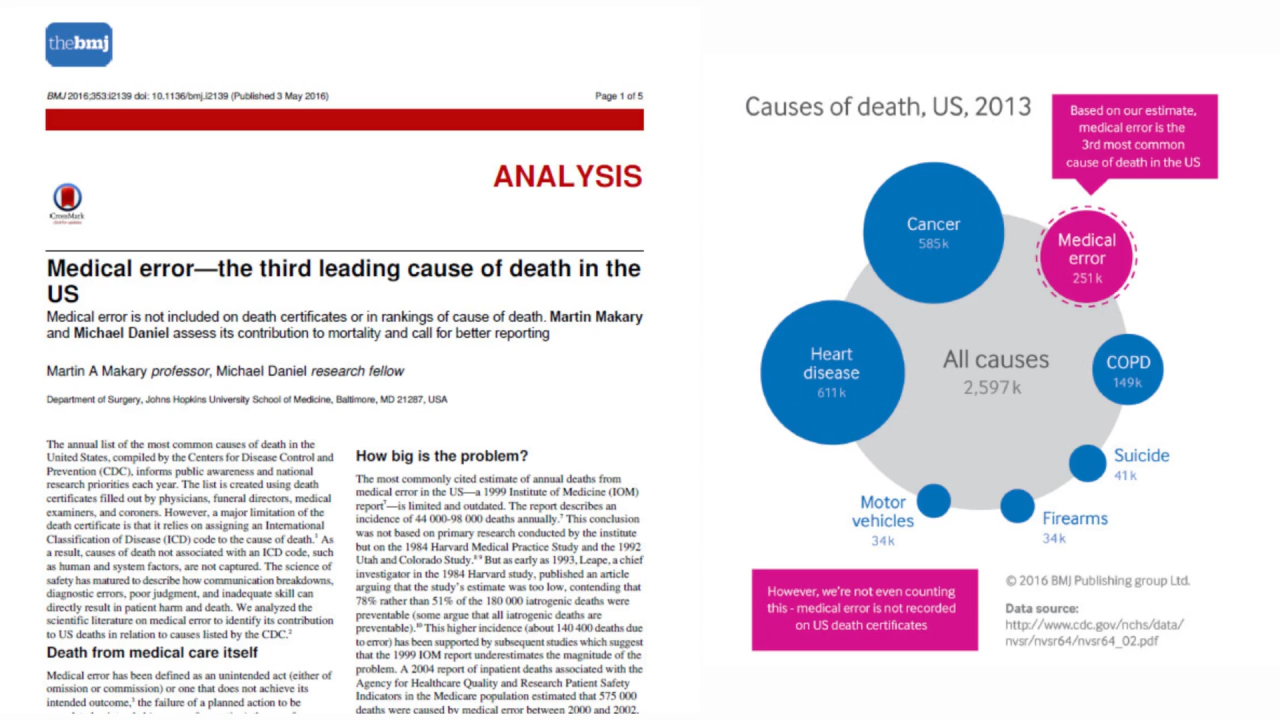 thebmj
BMJ 2016;353:i2139 doi: 10.1136/bmj.i2139 (Published 3 May 2016)
Page 1 of 5
ANALYSIS
CrossMark
Medical error—the third leading cause of death in the
US
Medical error is not included on death certificates or in rankings of cause of death. Martin Makary
and Michael Daniel assess its contribution to mortality and call for better reporting
Martin A Makary professor, Michael Daniel research fellow
Department of Surgery, Johns Hopkins University School of Medicine, Baltimore, MD 21287, USA
The annual list of the most common causes of death in the
United States, compiled by the Centers for Disease Control and
Prevention (CDC), informs public awareness and national
research priorities each year. The list is created using death
certificates filled out by physicians, funeral directors, medical
examiners, and coroners. However, a major limitation of the
death certificate is that it relies on assigning an International
Classification of Disease (ICD) code to the cause of death.1 As
a result, causes of death not associated with an ICD code, such
as human and system factors, are not captured. The science of
safety has matured to describe how communication breakdowns,
diagnostic errors, poor judgment, and inadequate skill can
directly result in patient harm and death. We analyzed the
scientific literature on medical error to identify its contribution
to US deaths in relation to causes listed by the CDC.2
Death from medical care itself
Medical error has been defined as an unintended act (either of
omission or commission) or one that does not achieve its
intended outcome,3 the failure of a planned action to be
How big is the problem?
The most commonly cited estimate of annual deaths from
medical error in the US—a 1999 Institute of Medicine (IOM)
report7—is limited and outdated. The report describes an
incidence of 44 000-98 000 deaths annually.7 This conclusion
was not based on primary research conducted by the institute
but on the 1984 Harvard Medical Practice Study and the 1992
Utah and Colorado Study.8 9 But as early as 1993, Leape, a chief
investigator in the 1984 Harvard study, published an article
arguing that the study's estimate was too low, contending that
78% rather than 51% of the 180 000 iatrogenic deaths were
preventable (some argue that all iatrogenic deaths are
preventable).10 This higher incidence (about 140 400 deaths due
to error) has been supported by subsequent studies which suggest
that the 1999 IOM report underestimates the magnitude of the
problem. A 2004 report of inpatient deaths associated with the
Agency for Healthcare Quality and Research Patient Safety
Indicators in the Medicare population estimated that 575 000
deaths were caused by medical error between 2000 and 2002,
Causes of death, US, 2013
Based on our estimate,
medical error is the
3rd most common
cause of death in the US
Cancer
585k
Medical
error
251k
Heart
disease
611k
All causes
2,597k
COPD
149k
Suicide
41k
Motor
vehicles
34k
Firearms
34k
However, we're not even counting
this - medical error is not recorded
on US death certificates
© 2016 BMJ Publishing group Ltd.
Data source:
http://www.cdc.gov/nchs/data/
nvsr/nvsr64/nvsr64_02.pdf